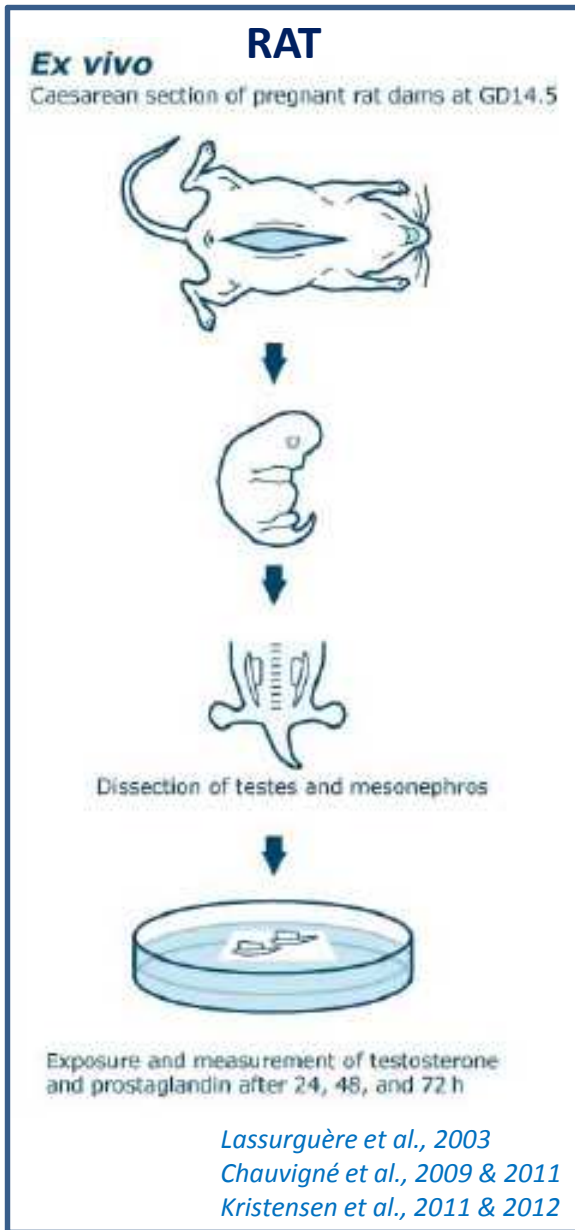 RAT
Ex vivo
Caesarean section of pregnant rat dams at GD14.5
Dissection of testes and mesonephros
Exposure and measurement of testosterone
and prostaglandin after 24, 48, and 72 h
Lassurguère et al., 2003
Chauvigné et al., 2009 & 2011
Kristensen et al., 2011 & 2012